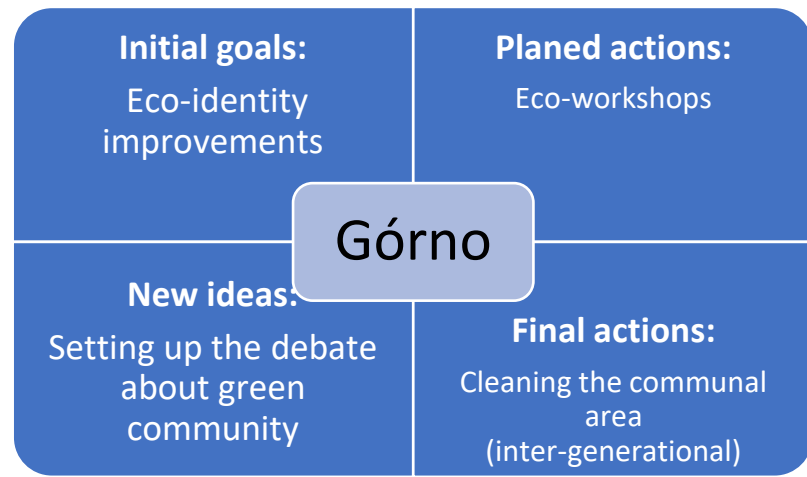 Initial goals:
Eco-identity
improvements
Planed actions:
Eco-workshops
Górno
New ideas:
Setting up the debate
about green
community
Final actions:
Cleaning the communal
area
(inter-generational)